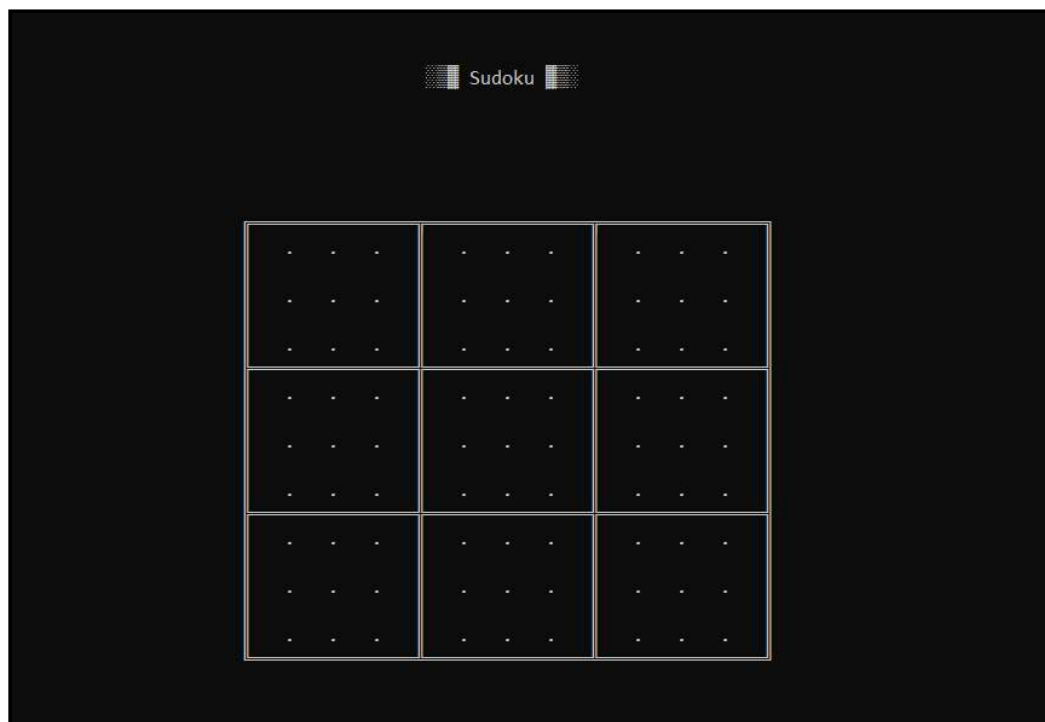 ░▒▓ Sudoku ▓▒░
. . . . . . . . .
. . . . . . . . .
. . . . . . . . .
. . . . . . . . .
. . . . . . . . .
. . . . . . . . .
. . . . . . . . .
. . . . . . . . .
. . . . . . . . .